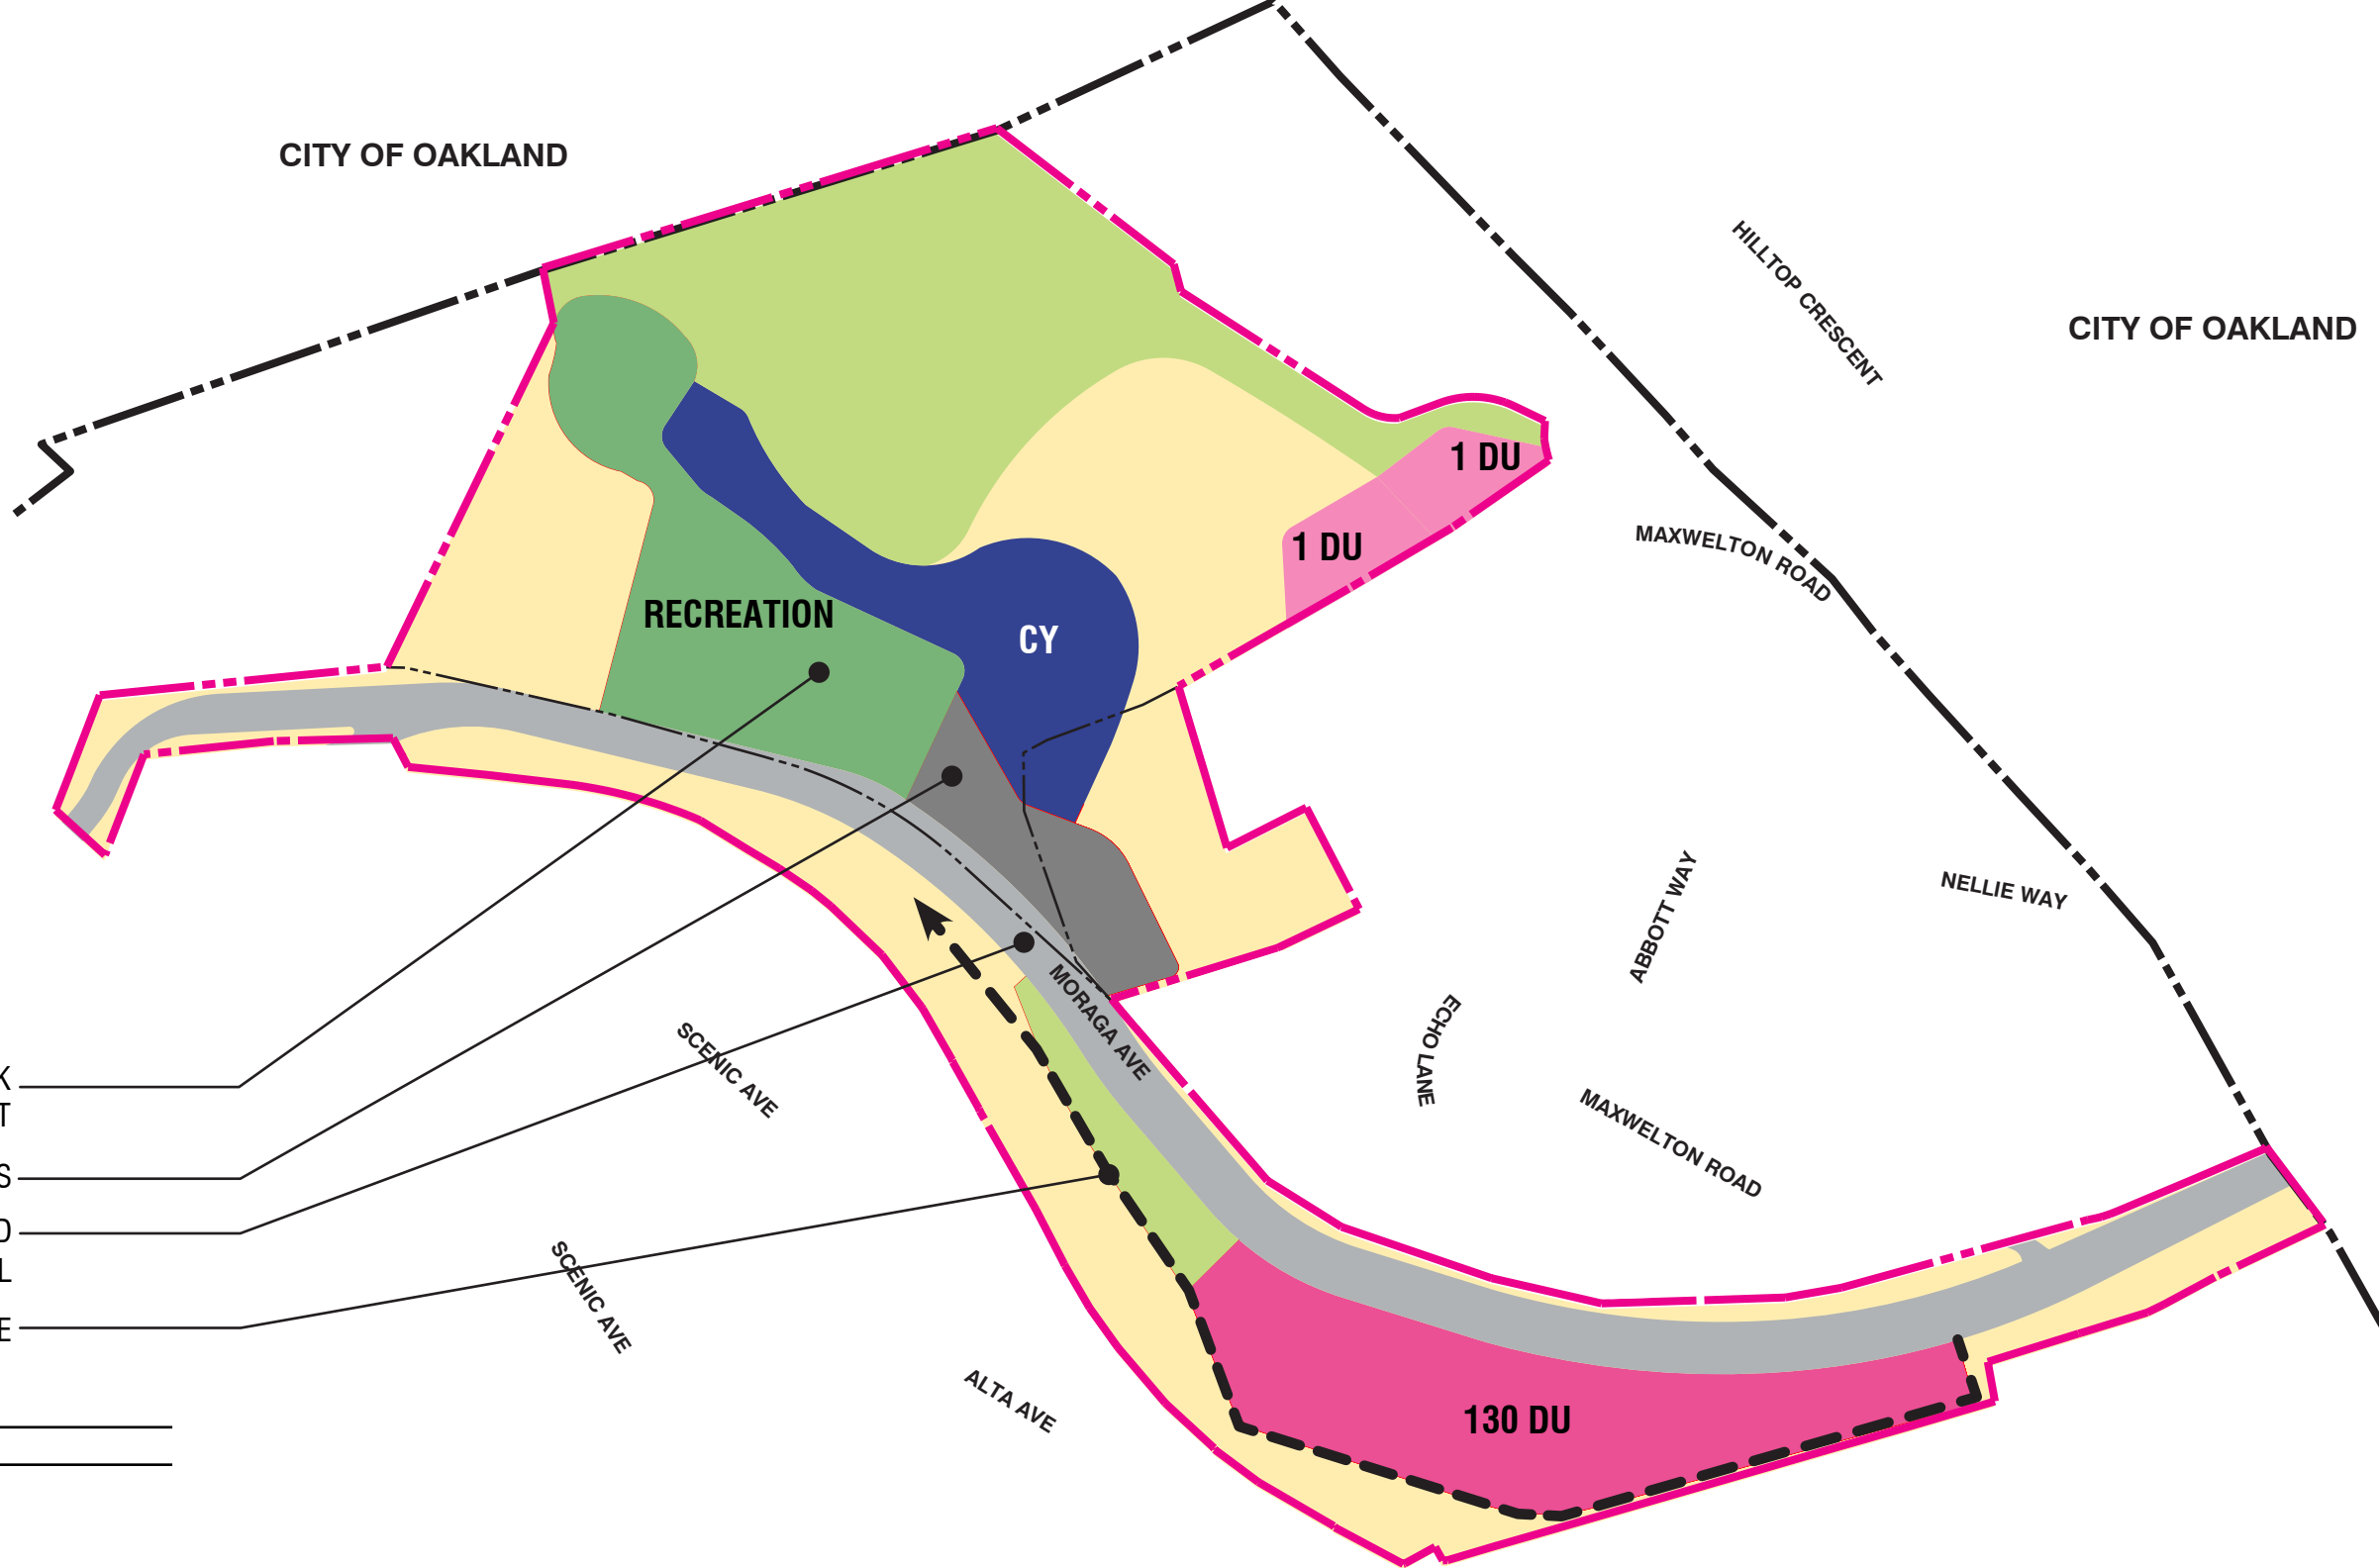 CITY OF OAKLAND
HILLTOP CRESCENT
CITY OF OAKLAND
1 DU
MAXWELTON ROAD
1 DU
RECREATION
CY
ABBOTT WAY
NELLIE WAY
MORAGA AVE
ECHO LANE
SCENIC AVE
K
T
MAXWELTON ROAD
S
D
L
SCENIC AVE
E
ALTA AVE
130 DU